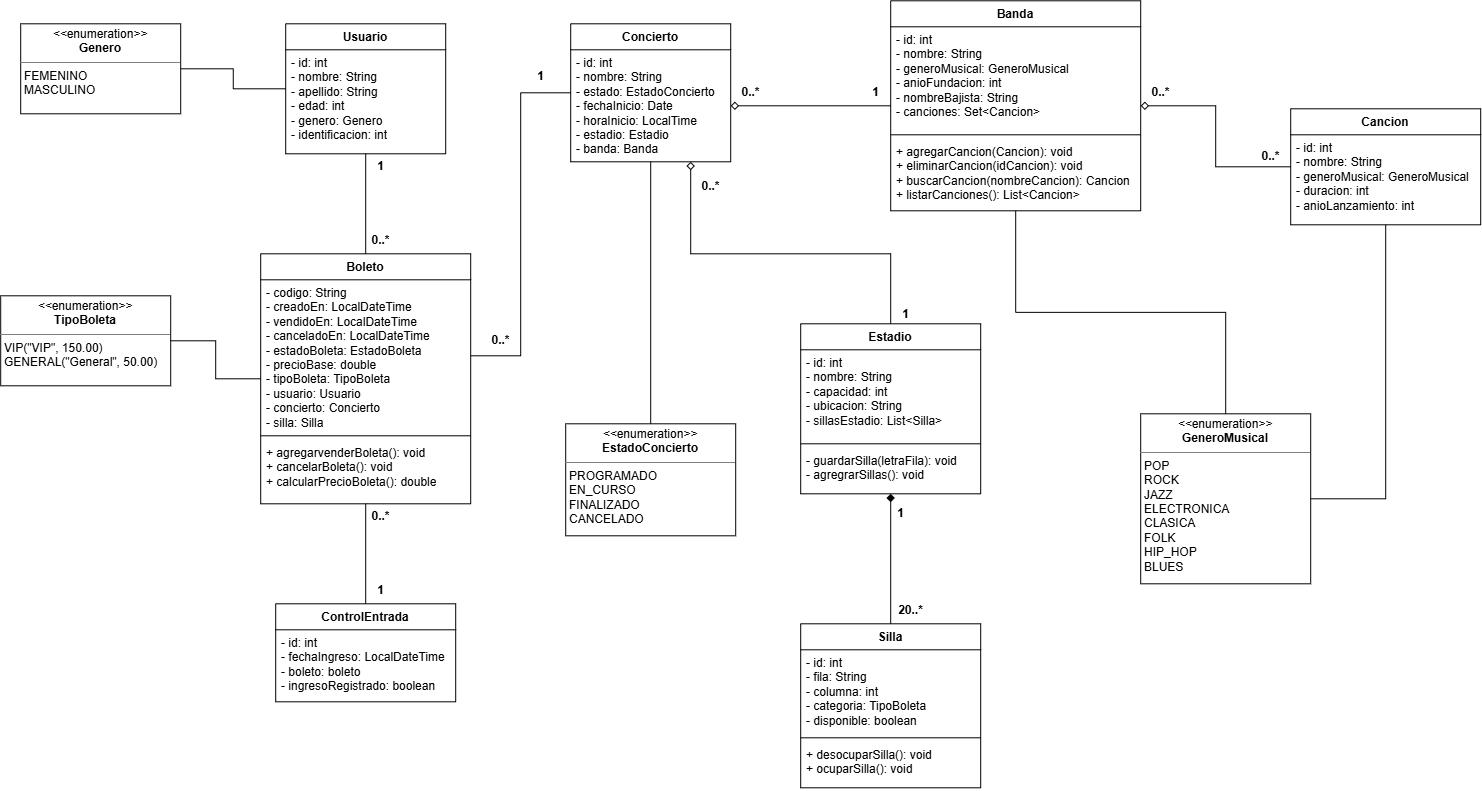 <<enumeration>>
Genero
FEMENINO
MASCULINO
Usuario
- id: int
- nombre: String
- apellido: String
- edad: int
- genero: Genero
- identificacion: int
1
0..*
Concierto
- id: int
- nombre: String
- estado: EstadoConcierto
- fechaInicio: Date
- horaInicio: LocalTime
- estadio: Estadio
- banda: Banda
1
0..*
0..*
1
0..*
Banda
- id: int
- nombre: String
- generoMusical: GeneroMusical
- anioFundacion: int
- nombreBajista: String
- canciones: Set<Cancion>
+ agregarCancion(Cancion): void
+ eliminarCancion(idCancion): void
+ buscarCancion(nombreCancion): Cancion
+ listarCanciones(): List<Cancion>
0..*
0..*
Cancion
- id: int
- nombre: String
- generoMusical: GeneroMusical
- duracion: int
- anioLanzamiento: int
<<enumeration>>
TipoBoleta
VIP("VIP", 150.00)
GENERAL("General", 50.00)
Boleto
- codigo: String
- creadoEn: LocalDateTime
- vendidoEn: LocalDateTime
- canceladoEn: LocalDateTime
- estadoBoleta: EstadoBoleta
- precioBase: double
- tipoBoleta: TipoBoleta
- usuario: Usuario
- concierto: Concierto
- silla: Silla
+ agregarvenderBoleta(): void
+ cancelarBoleta(): void
+ calcularPrecioBoleta(): double
0..*
1
<<enumeration>>
EstadoConcierto
PROGRAMADO
EN_CURSO
FINALIZADO
CANCELADO
1
Estadio
- id: int
- nombre: String
- capacidad: int
- ubicacion: String
- sillasEstadio: List<Silla>
- guardarSilla(letraFila): void
- agregrarSillas(): void
1
20..*
<<enumeration>>
GeneroMusical
POP
ROCK
JAZZ
ELECTRONICA
CLASICA
FOLK
HIP_HOP
BLUES
ControlEntrada
- id: int
- fechaIngreso: LocalDateTime
- boleto: boleto
- ingresoRegistrado: boolean
Silla
- id: int
- fila: String
- columna: int
- categoria: TipoBoleta
- disponible: boolean
+ desocuparSilla(): void
+ ocuparSilla(): void